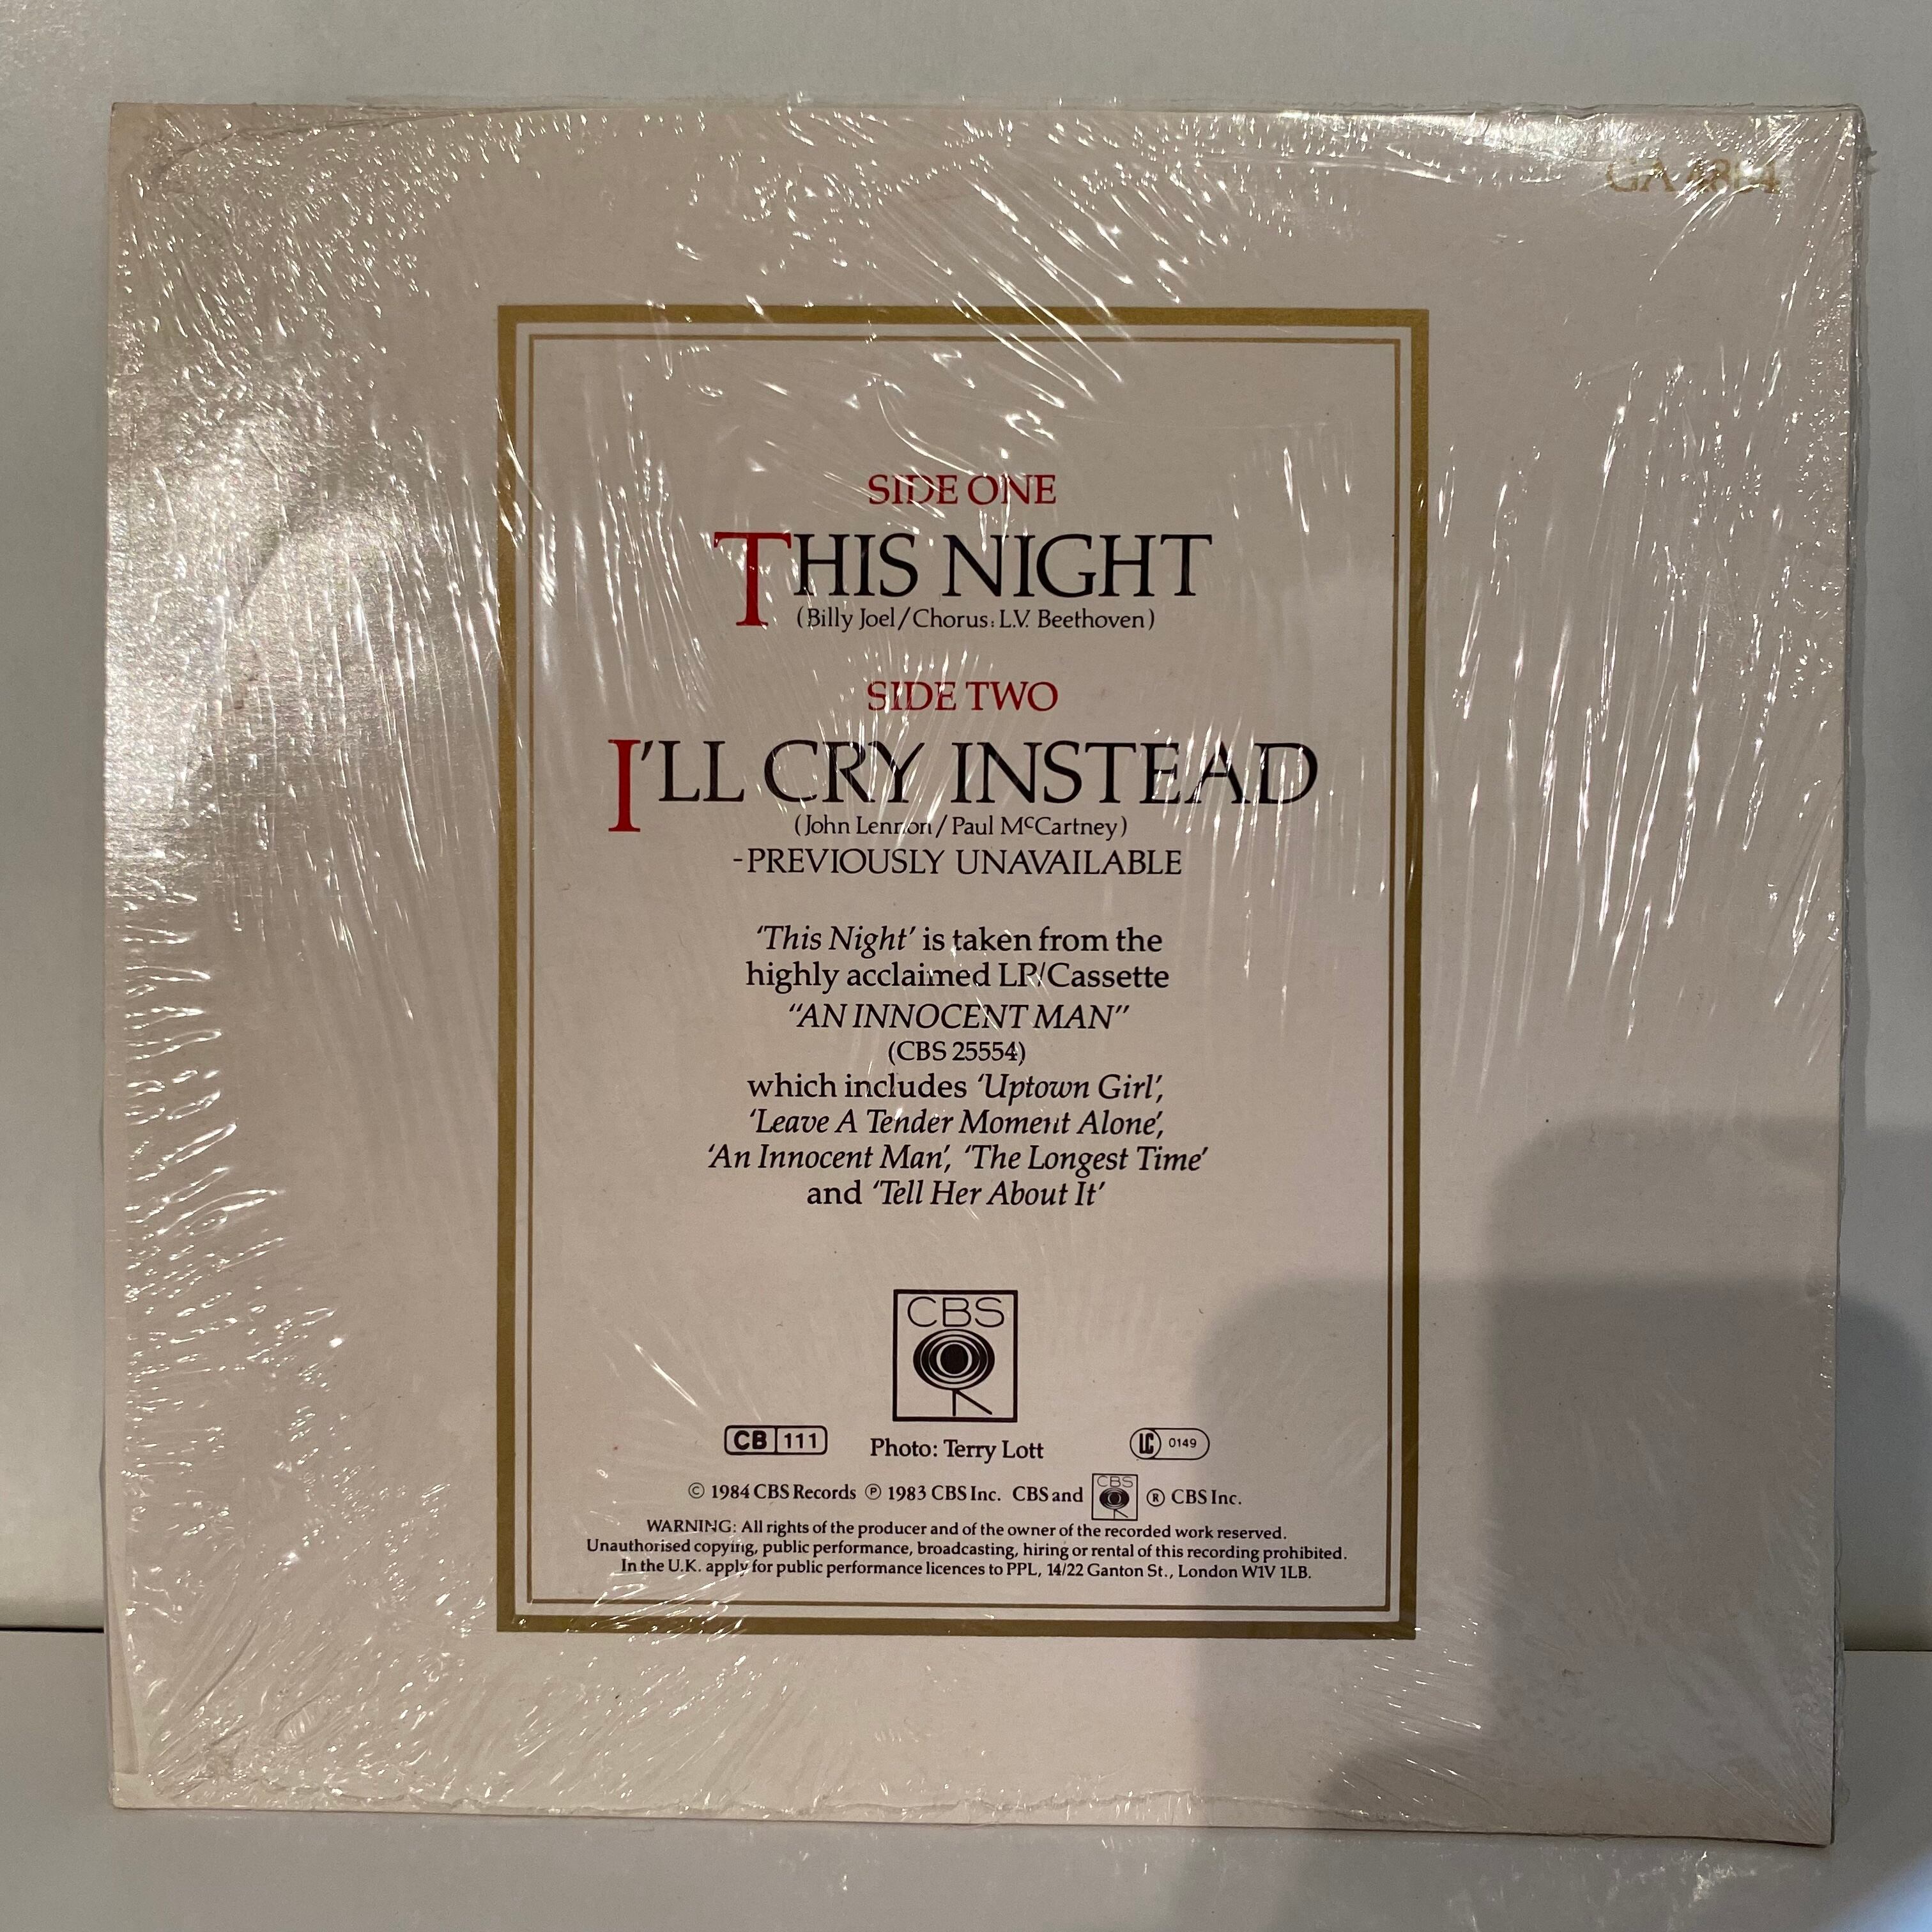 GA 4884
SIDE ONE
THIS NIGHT
(Billy Joel/Chorus: L.V. Beethoven)
SIDE TWO
I'LL CRY INSTEAD
(John Lennon/Paul McCartney)
-PREVIOUSLY UNAVAILABLE
'This Night' is taken from the
highly acclaimed LP/Cassette
"AN INNOCENT MAN"
(CBS 25554)
which includes 'Uptown Girl',
'Leave A Tender Moment Alone',
'An Innocent Man', 'The Longest Time'
and 'Tell Her About It'
CBS
CB 111
Photo: Terry Lott
LC 0149
© 1984 CBS Records ℗ 1983 CBS Inc. CBS and CBS ® CBS Inc.
WARNING: All rights of the producer and of the owner of the recorded work reserved.
Unauthorised copying, public performance, broadcasting, hiring or rental of this recording prohibited.
In the U.K. apply for public performance licences to PPL, 14/22 Ganton St., London W1V 1LB.